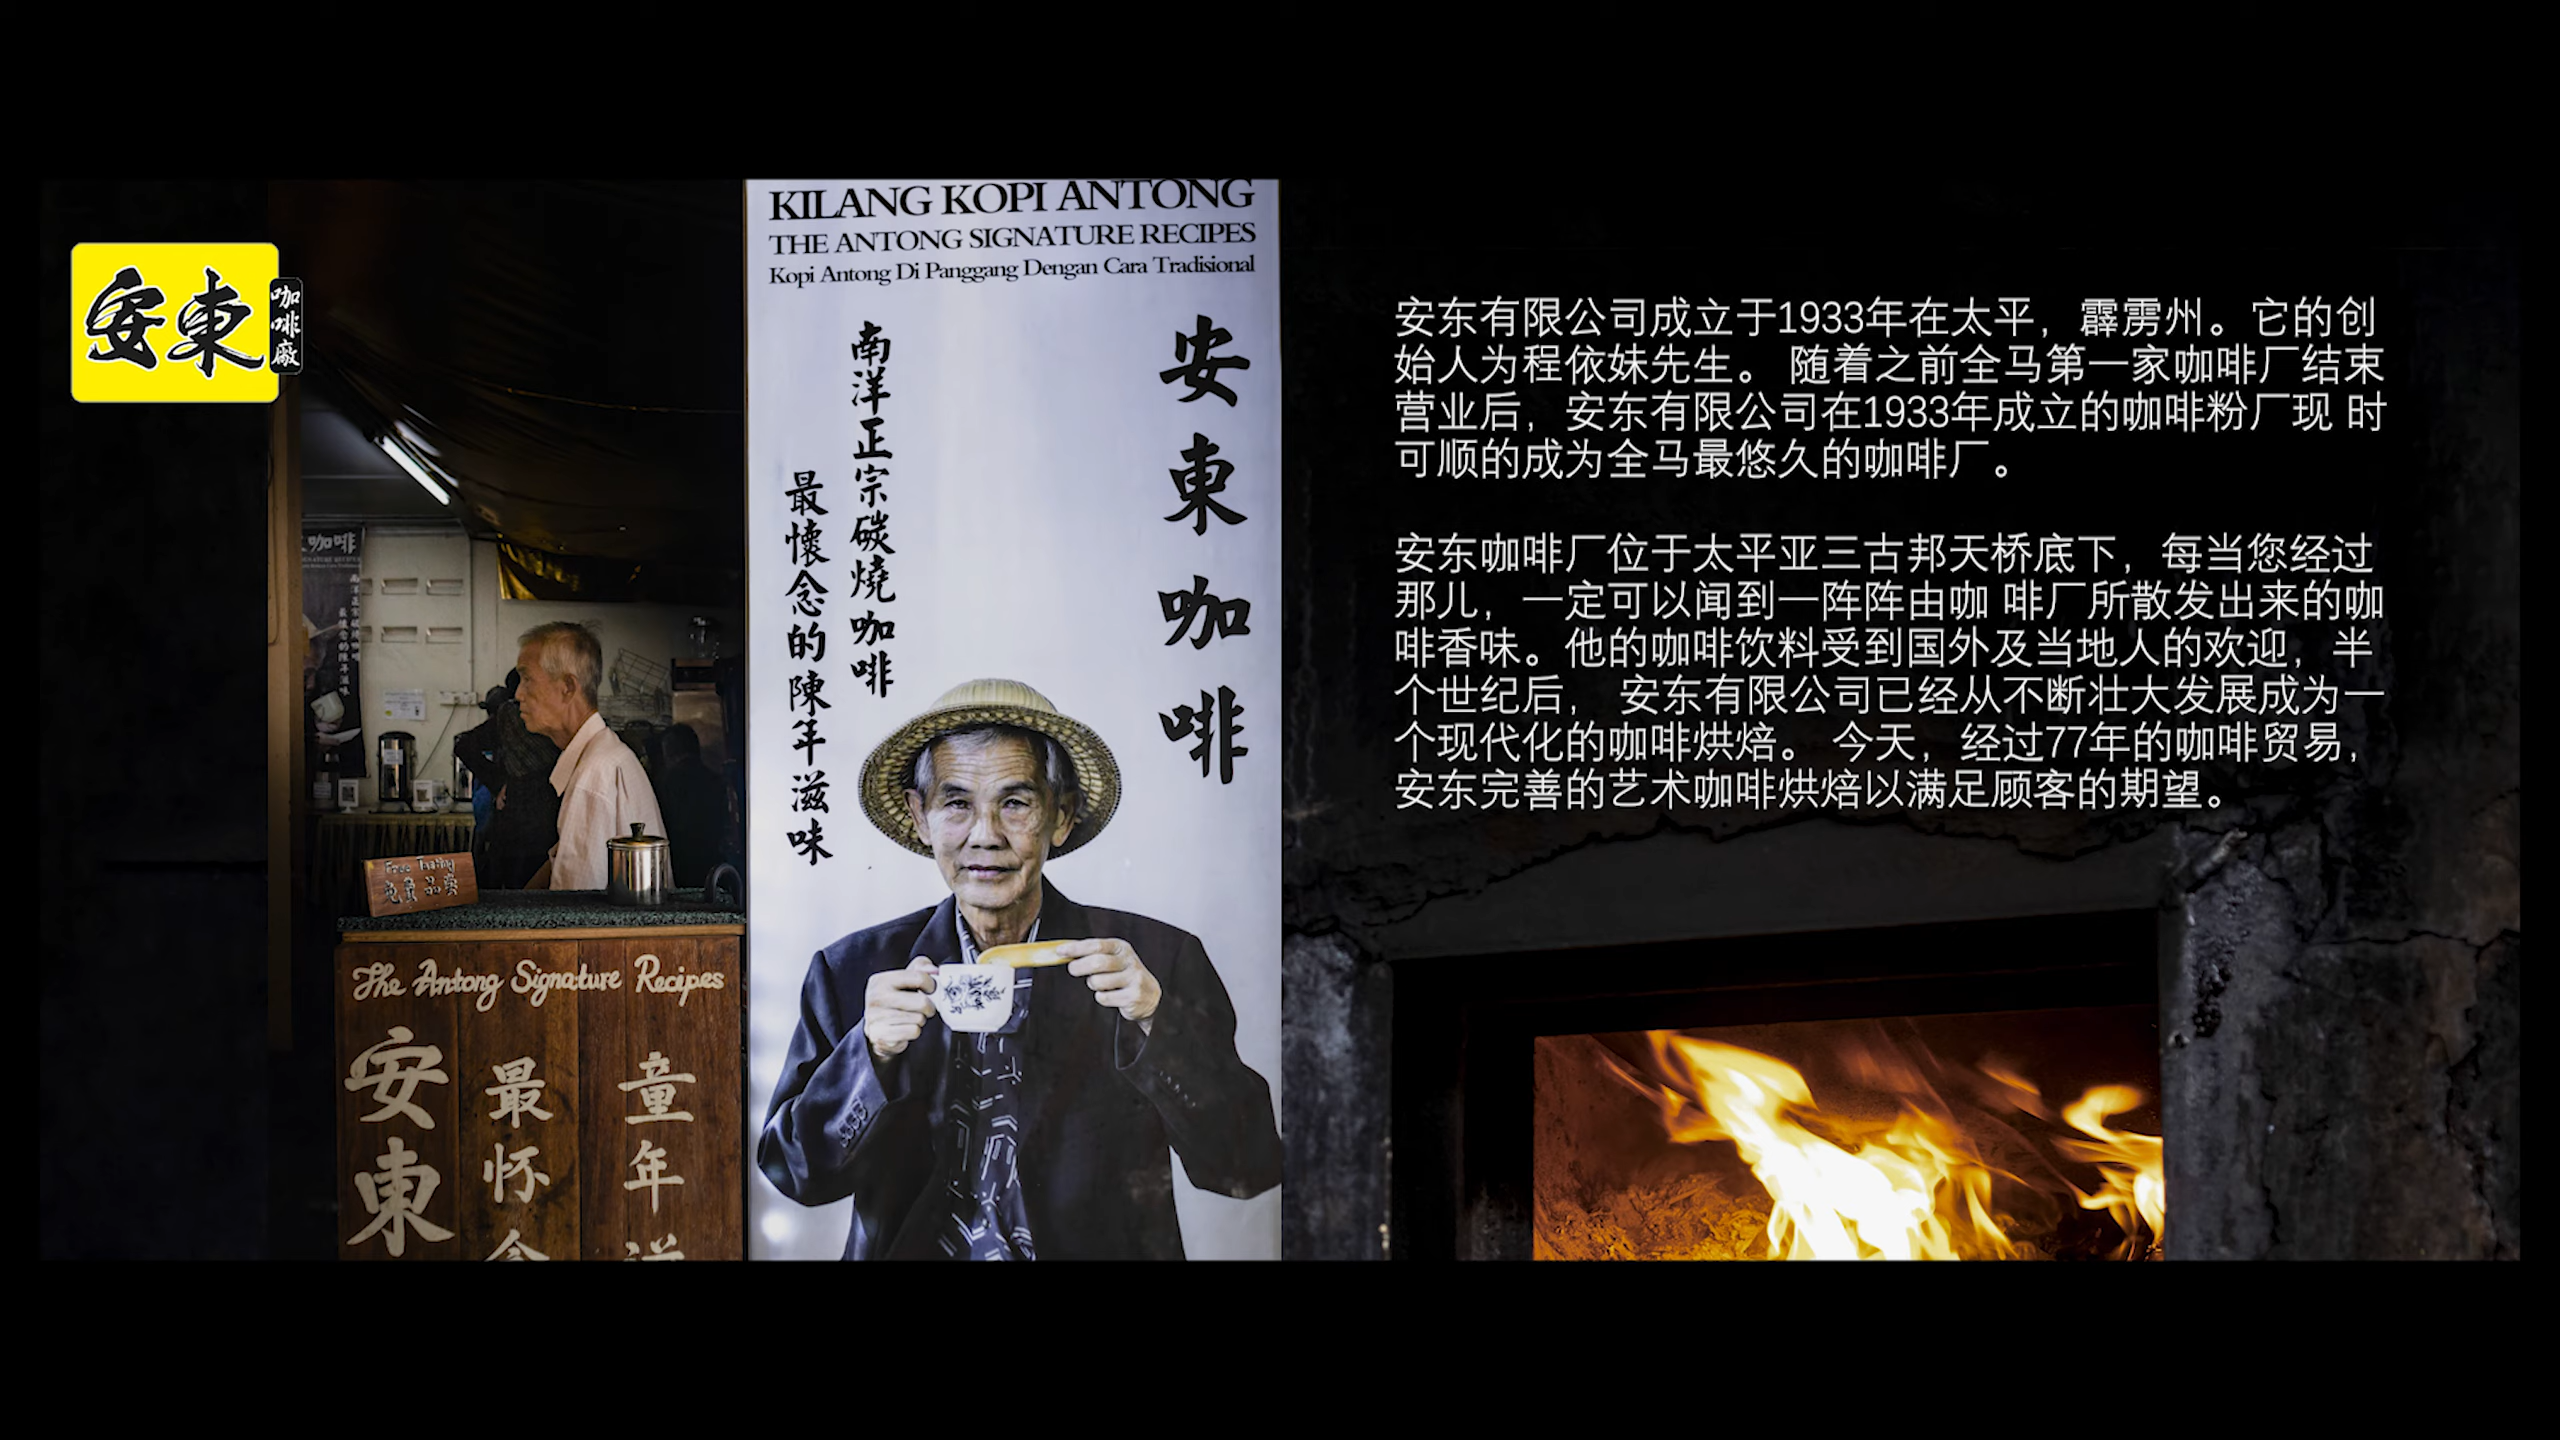 安東
咖啡廠
KILANG KOPI ANTONG
THE ANTONG SIGNATURE RECIPES
Kopi Antong Di Panggang Dengan Cara Tradisional
安東咖啡
南洋正宗碳燒咖啡
最懷念的陳年滋味
咖啡
Free Tasting
免費品嘗
The Antong Signature Recipes
安東
最怀念
童年
安东有限公司成立于1933年在太平，霹雳州。它的创
始人为程依妹先生。 随着之前全马第一家咖啡厂结束
营业后，安东有限公司在1933年成立的咖啡粉厂现 时
可顺的成为全马最悠久的咖啡厂。
安东咖啡厂位于太平亚三古邦天桥底下，每当您经过
那儿，一定可以闻到一阵阵由咖 啡厂所散发出来的咖
啡香味。他的咖啡饮料受到国外及当地人的欢迎，半
个世纪后， 安东有限公司已经从不断壮大发展成为一
个现代化的咖啡烘焙。 今天，经过77年的咖啡贸易，
安东完善的艺术咖啡烘焙以满足顾客的期望。